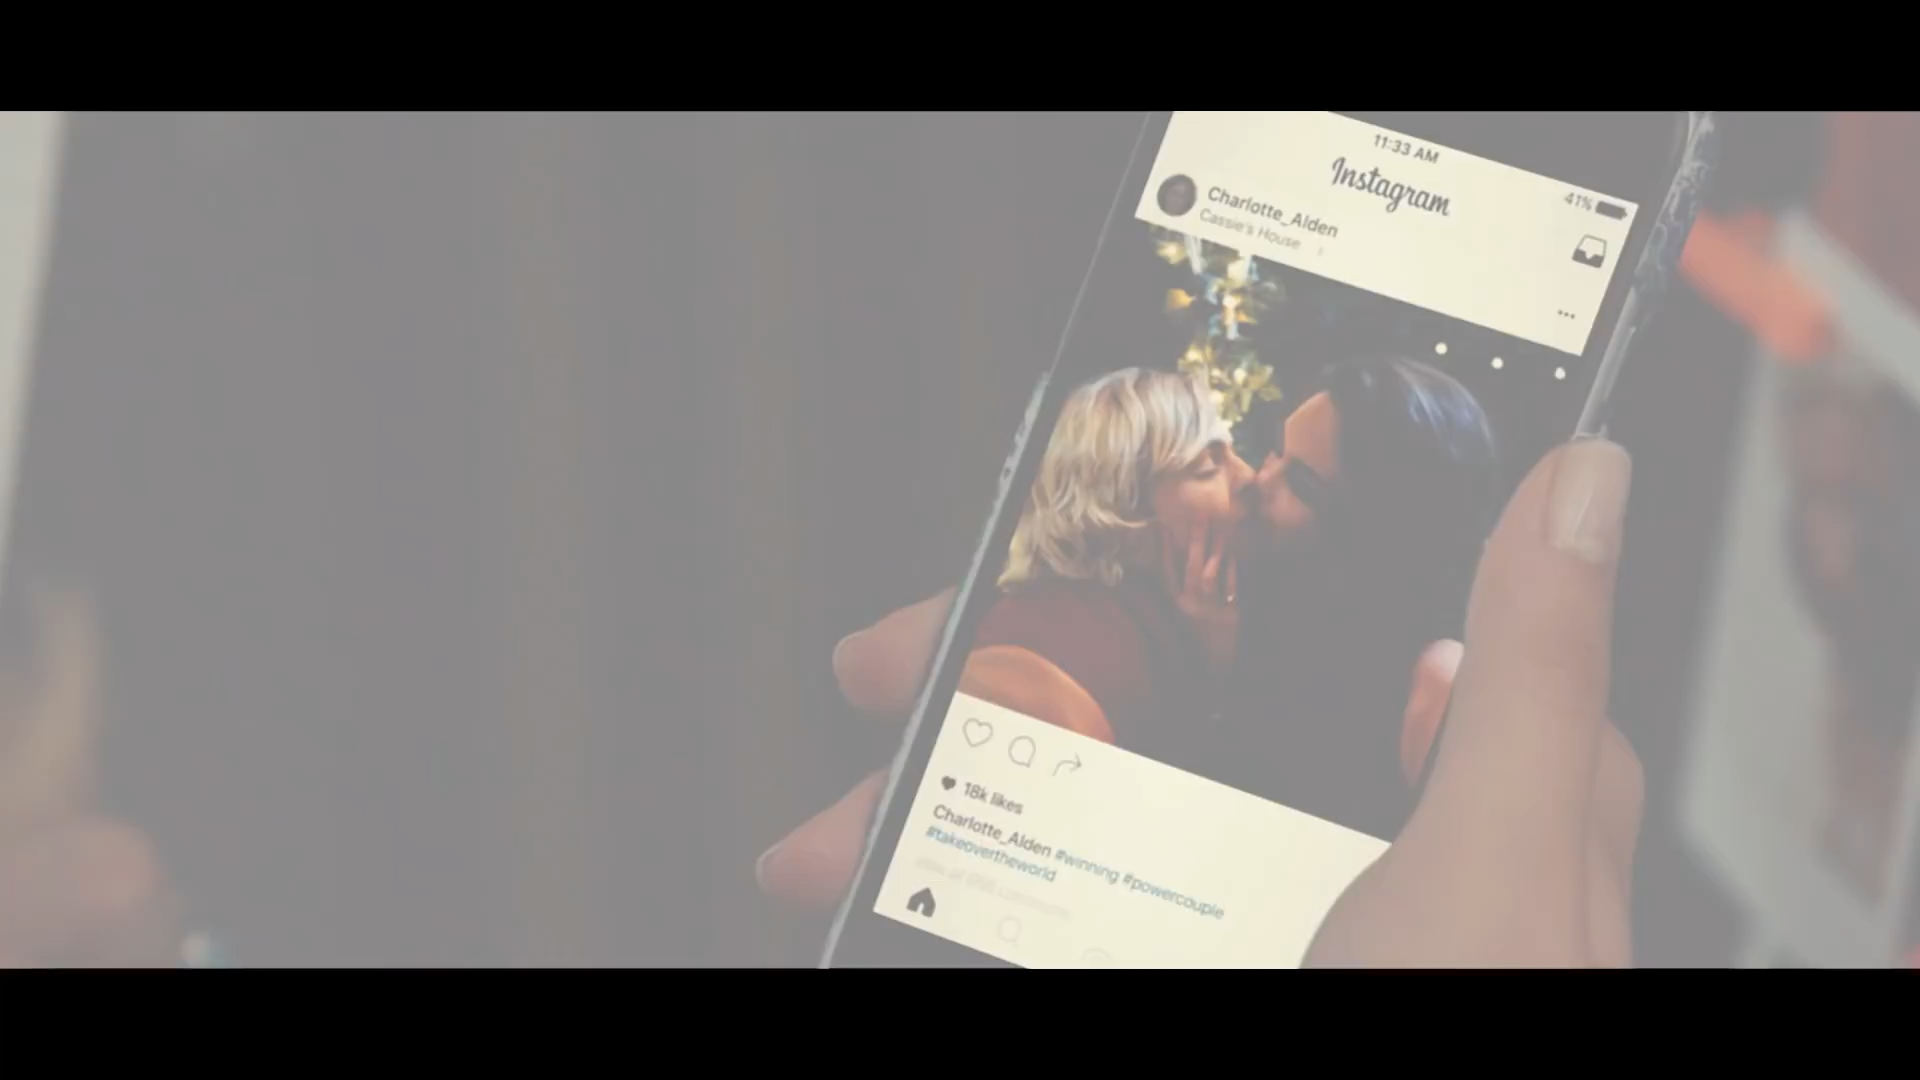 11:33 AM
Instagram
41%
Charlotte_Alden
Cassie's House
18k likes
Charlotte_Alden #winning #powercouple
#takeovertheworld